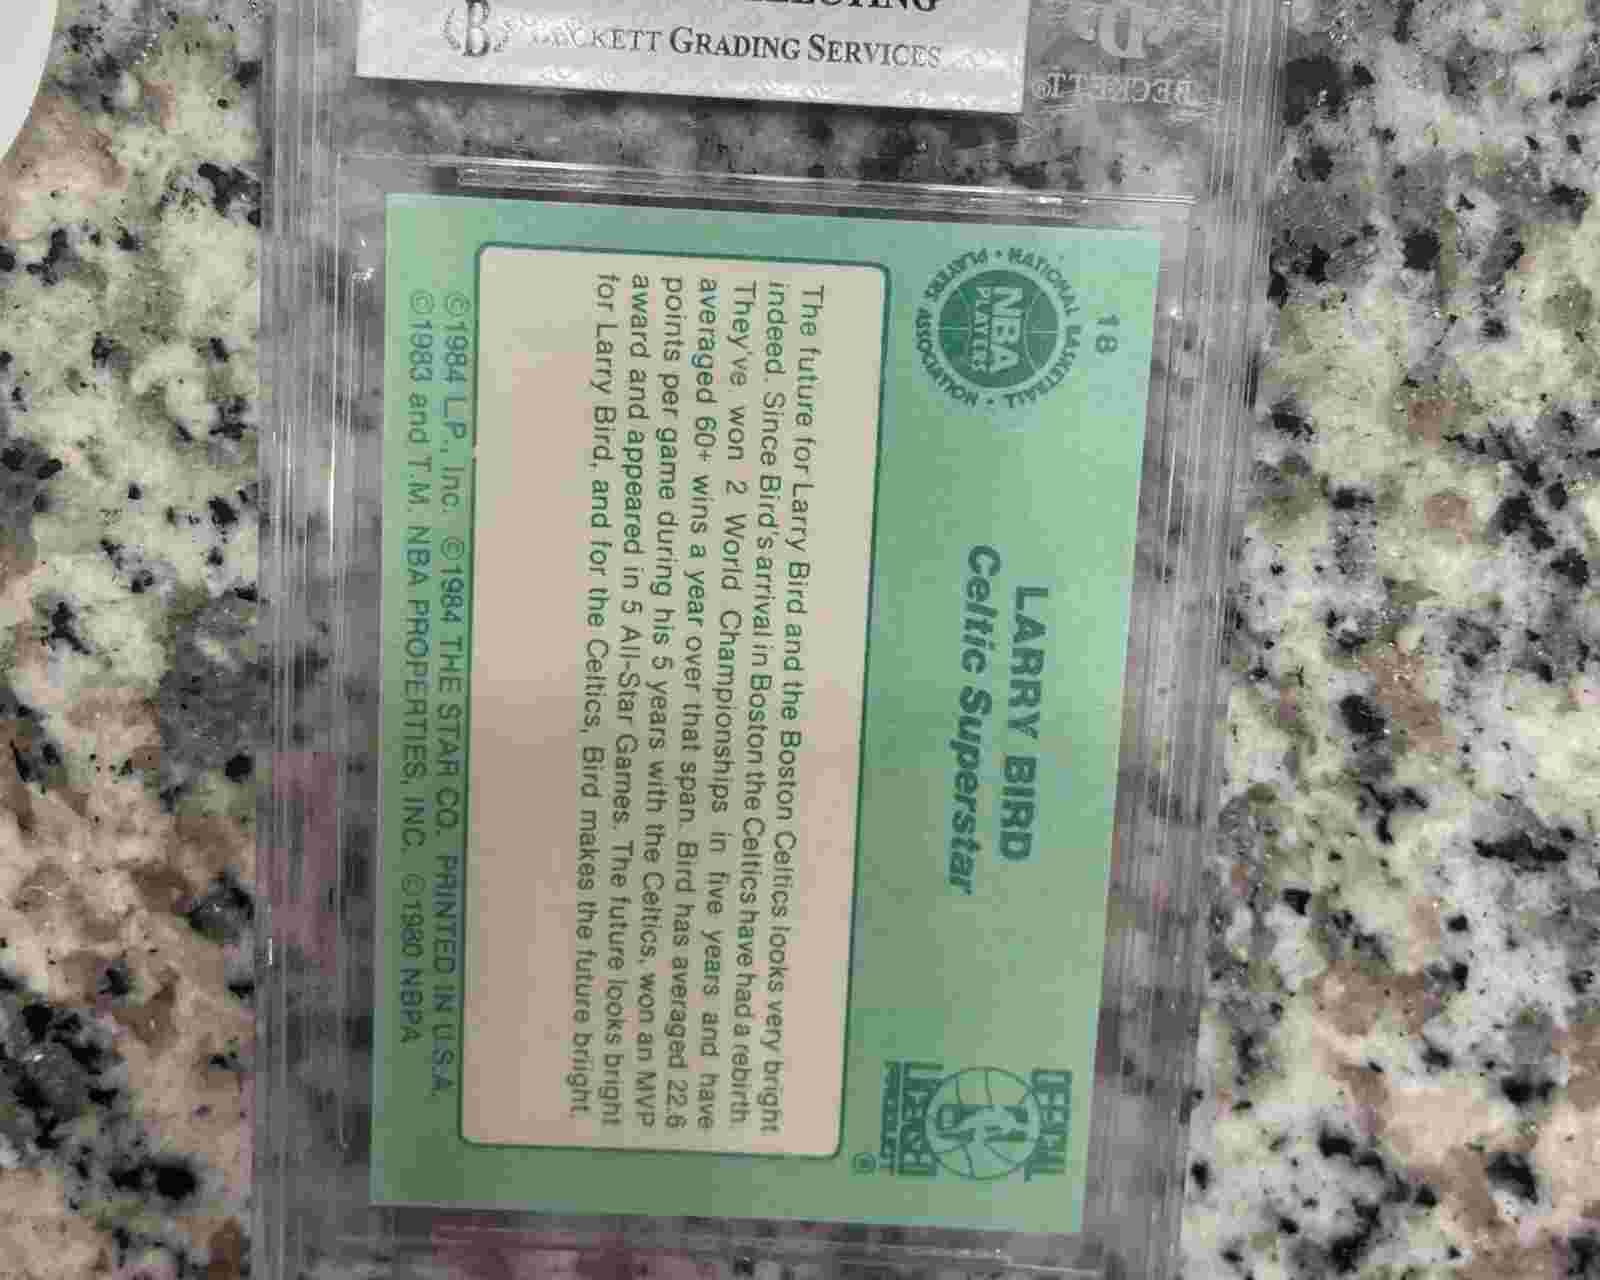 BECKETT GRADING SERVICES
BECKETT®
18
NATIONAL BASKETBALL PLAYERS ASSOCIATION
NBA
PLAYERS
LARRY BIRD
Celtic Superstar
OFFICIAL
LICENSED
PRODUCT
®
The future for Larry Bird and the Boston Celtics looks very bright
indeed. Since Bird's arrival in Boston the Celtics have had a rebirth.
They've won 2 World Championships in five years and have
averaged 60+ wins a year over that span. Bird has averaged 22.6
points per game during his 5 years with the Celtics, won an MVP
award and appeared in 5 All-Star Games. The future looks bright
for Larry Bird, and for the Celtics, Bird makes the future bright.
©1984 L.P., Inc. ©1984 THE STAR CO. PRINTED IN U.S.A.
©1983 and T.M. NBA PROPERTIES, INC. ©1980 NBPA